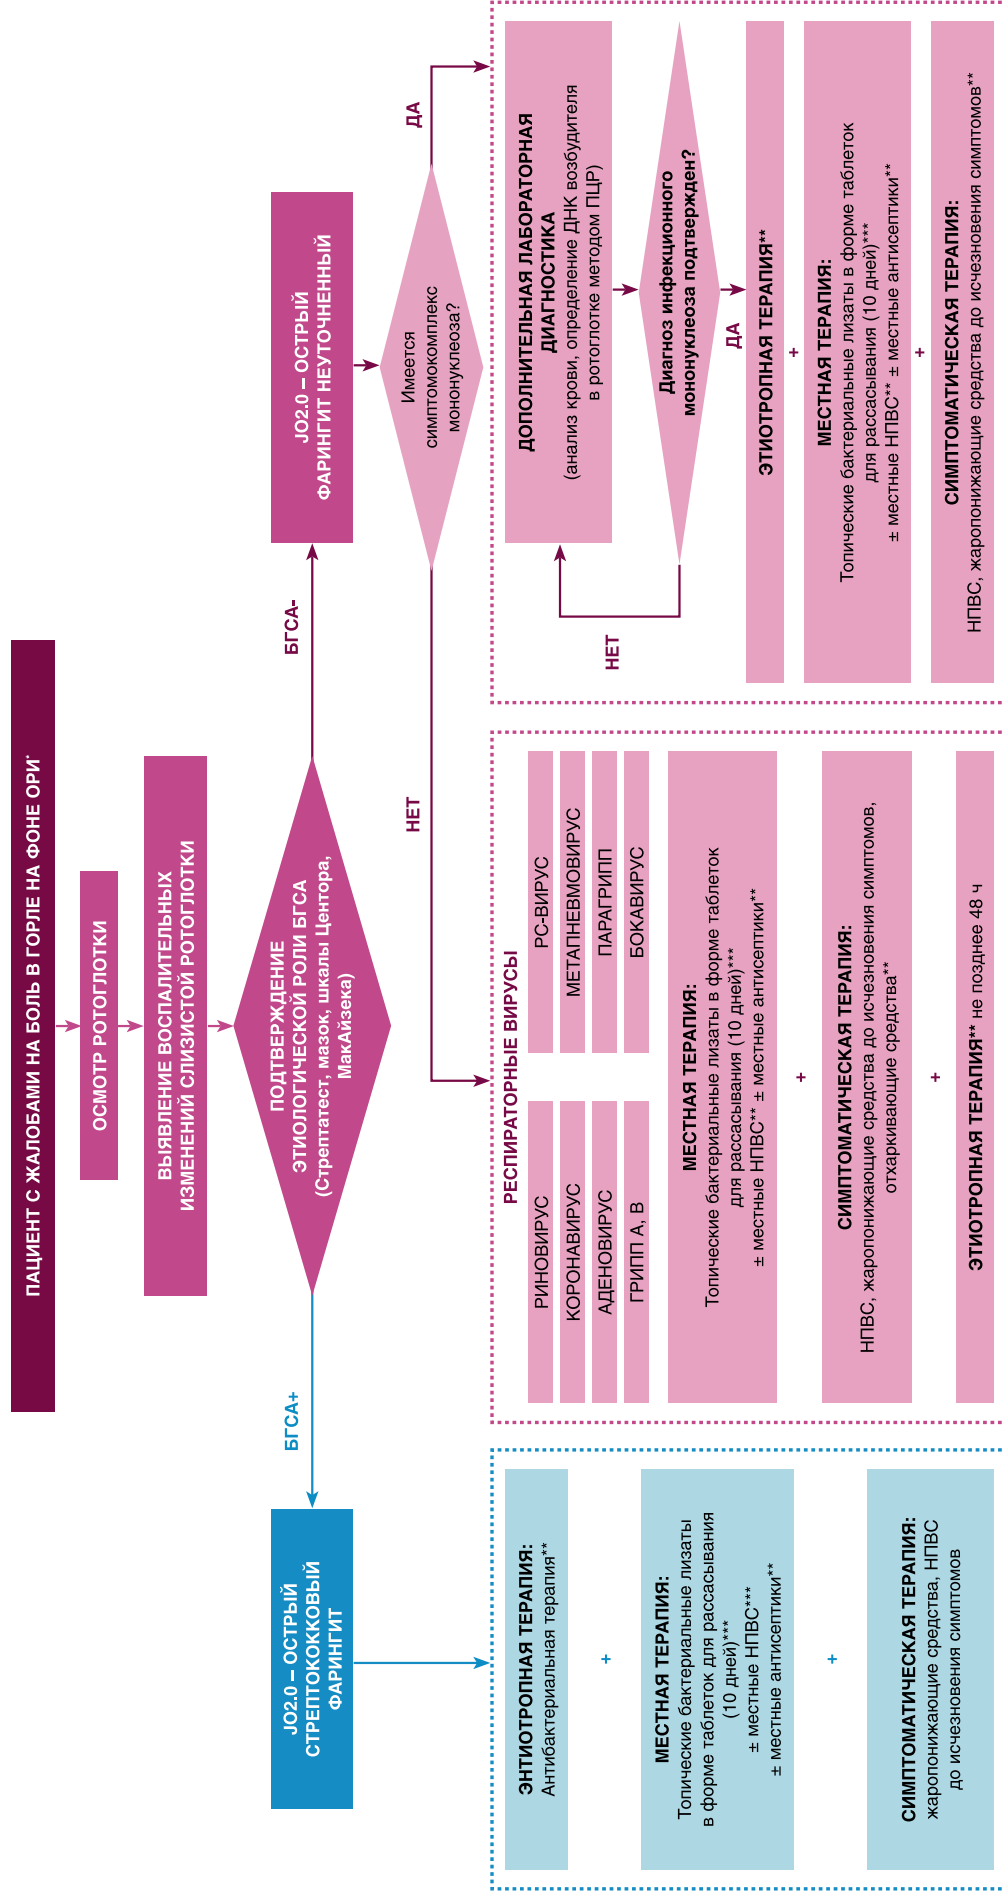 ПАЦИЕНТ С ЖАЛОБАМИ НА БОЛЬ В ГОРЛЕ НА ФОНЕ ОРИ*
ОСМОТР РОТОГЛОТКИ
ВЫЯВЛЕНИЕ ВОСПАЛИТЕЛЬНЫХ
ИЗМЕНЕНИЙ СЛИЗИСТОЙ РОТОГЛОТКИ
ПОДТВЕРЖДЕНИЕ
ЭТИОЛОГИЧЕСКОЙ РОЛИ БГСА
(Стрептатест, мазок, шкалы Центора,
МакАйзека)
БГСА+
БГСА-
JO2.0 – ОСТРЫЙ
СТРЕПТОКОККОВЫЙ
ФАРИНГИТ
JO2.0 – ОСТРЫЙ
ФАРИНГИТ НЕУТОЧНЕННЫЙ
Имеется
симптомокомплекс
мононуклеоза?
НЕТ
ДА
ЭНТИОТРОПНАЯ ТЕРАПИЯ:
Антибактериальная терапия**
+
МЕСТНАЯ ТЕРАПИЯ:
Топические бактериальные лизаты
в форме таблеток для рассасывания
(10 дней)***
± местные НПВС***
± местные антисептики**
+
СИМПТОМАТИЧЕСКАЯ ТЕРАПИЯ:
жаропонижающие средства, НПВС
до исчезновения симптомов
РЕСПИРАТОРНЫЕ ВИРУСЫ
РИНОВИРУС
РС-ВИРУС
КОРОНАВИРУС
МЕТАПНЕВМОВИРУС
АДЕНОВИРУС
ПАРАГРИПП
ГРИПП А, В
БОКАВИРУС
МЕСТНАЯ ТЕРАПИЯ:
Топические бактериальные лизаты в форме таблеток
для рассасывания (10 дней)***
± местные НПВС** ± местные антисептики**
+
СИМПТОМАТИЧЕСКАЯ ТЕРАПИЯ:
НПВС, жаропонижающие средства до исчезновения симптомов,
отхаркивающие средства**
+
ЭТИОТРОПНАЯ ТЕРАПИЯ** не позднее 48 ч
ДОПОЛНИТЕЛЬНАЯ ЛАБОРАТОРНАЯ
ДИАГНОСТИКА
(анализ крови, определение ДНК возбудителя
в ротоглотке методом ПЦР)
Диагноз инфекционного
мононуклеоза подтвержден?
НЕТ
ДА
ЭТИОТРОПНАЯ ТЕРАПИЯ**
+
МЕСТНАЯ ТЕРАПИЯ:
Топические бактериальные лизаты в форме таблеток
для рассасывания (10 дней)***
± местные НПВС** ± местные антисептики**
+
СИМПТОМАТИЧЕСКАЯ ТЕРАПИЯ:
НПВС, жаропонижающие средства до исчезновения симптомов**